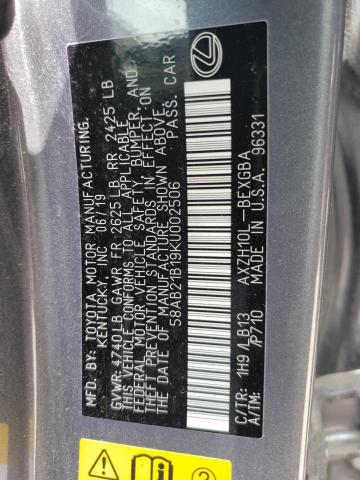 MFD. BY: TOYOTA MOTOR MANUFACTURING,
KENTUCKY, INC 06/19
GVWR 4740LB GAWR FR 2625 LB RR 2425 LB
THIS VEHICLE CONFORMS TO ALL APPLICABLE
FEDERAL MOTOR VEHICLE SAFETY, BUMPER, AND
THEFT PREVENTION STANDARDS IN EFFECT ON
THE DATE OF MANUFACTURE SHOWN ABOVE.
58AB21B19KU002506 PASS. CAR
C/TR: 1H9 /LB13 AXZH10L-BEXGBA
A/TM: /P710 MADE IN U.S.A. 96331